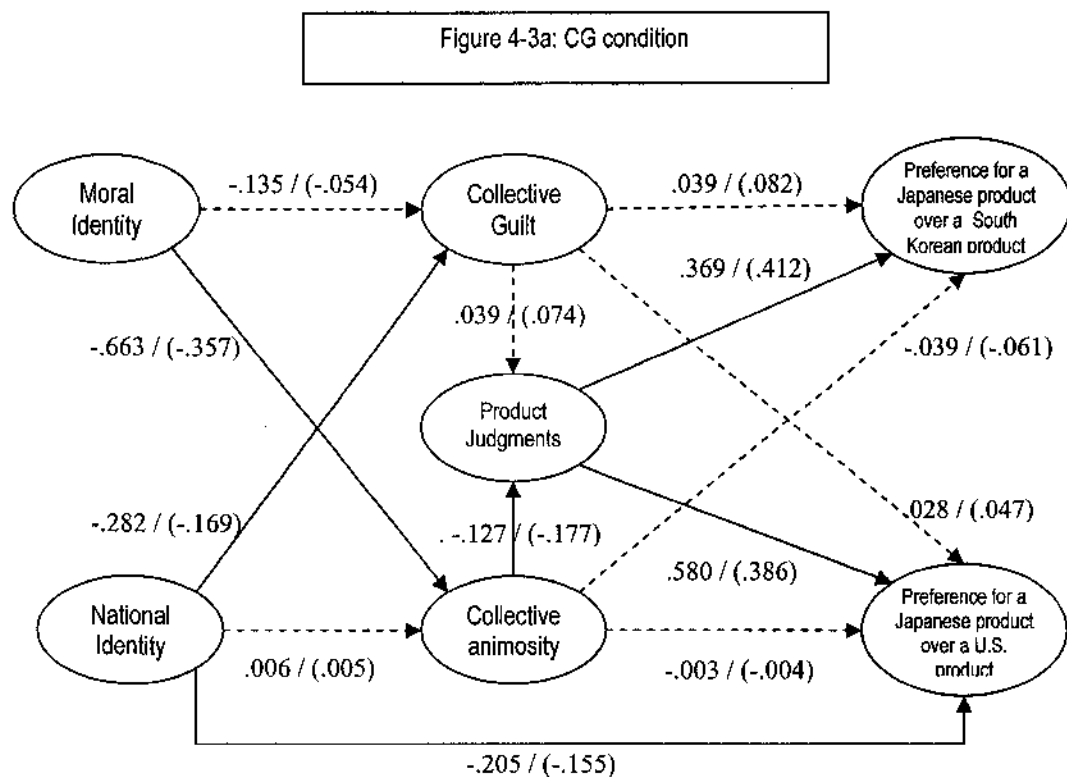 Figure 4-3a: CG condition
Moral
Identity
-.135 / (-.054)
Collective
Guilt
.039 / (.082)
Preference for a
Japanese product
over a South
Korean product
.369 / (.412)
.039 / (.074)
-.663 / (-.357)
-.039 / (-.061)
Product
Judgments
-.282 / (-.169)
-.127 / (-.177)
.028 / (.047)
.580 / (.386)
National
Identity
Collective
animosity
Preference for a
Japanese product
over a U.S.
product
.006 / (.005)
-.003 / (-.004)
-.205 / (-.155)